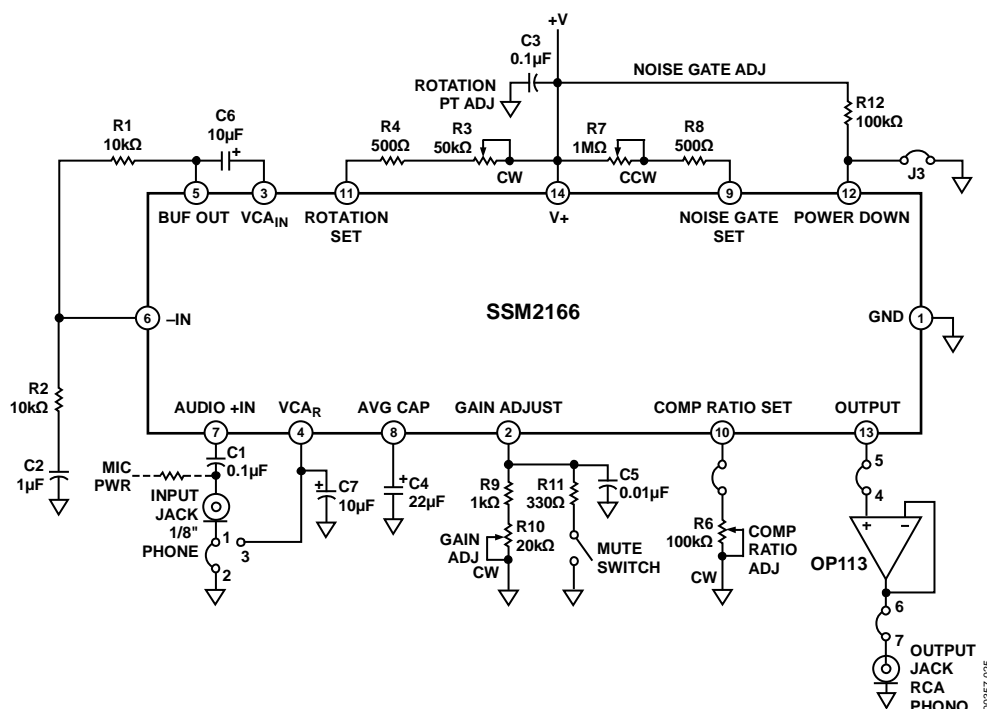 +V
C3
0.1µF
ROTATION
PT ADJ
NOISE GATE ADJ
R12
100kΩ
R1
10kΩ
C6
10µF
+
R4
500Ω
R3
50kΩ
CW
R7
1MΩ
CCW
R8
500Ω
J3
5
BUF OUT
3
VCAIN
11
ROTATION
SET
14
V+
9
NOISE GATE
SET
12
POWER DOWN
SSM2166
6
–IN
GND
1
R2
10kΩ
C2
1µF
AUDIO +IN
7
VCAR
4
AVG CAP
8
GAIN ADJUST
2
COMP RATIO SET
10
OUTPUT
13
C1
0.1µF
MIC
PWR
INPUT
JACK
1/8"
PHONE
1
2
3
+
C7
10µF
+
C4
22µF
R9
1kΩ
R10
20kΩ
GAIN
ADJ
CW
R11
330Ω
C5
0.01µF
MUTE
SWITCH
R6
100kΩ
CW
COMP
RATIO
ADJ
5
4
+
–
OP113
6
7
OUTPUT
JACK
RCA
PHONO
00357-025